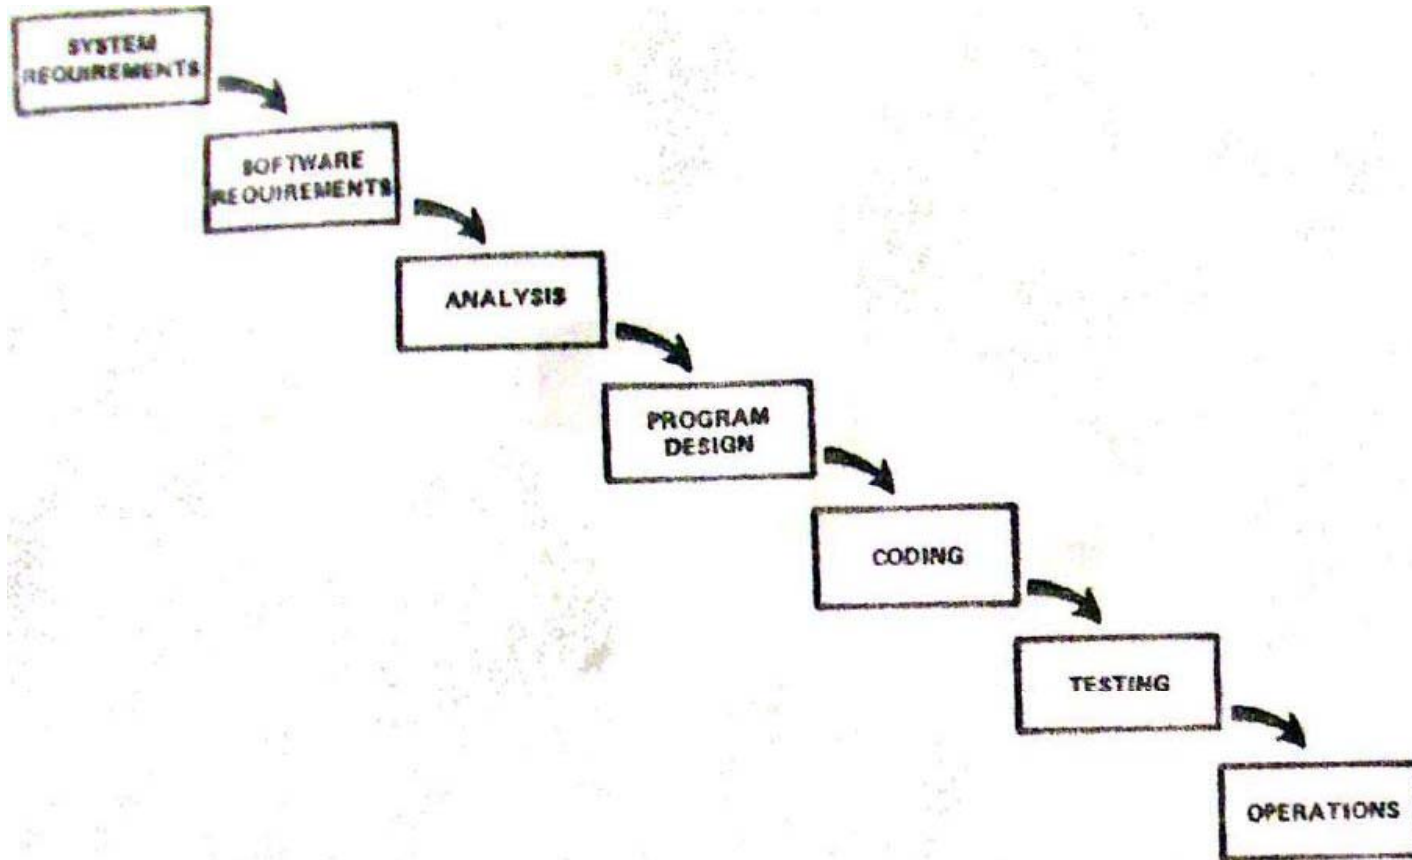 SYSTEM
REQUIREMENTS
SOFTWARE
REQUIREMENTS
ANALYSIS
PROGRAM
DESIGN
CODING
TESTING
OPERATIONS